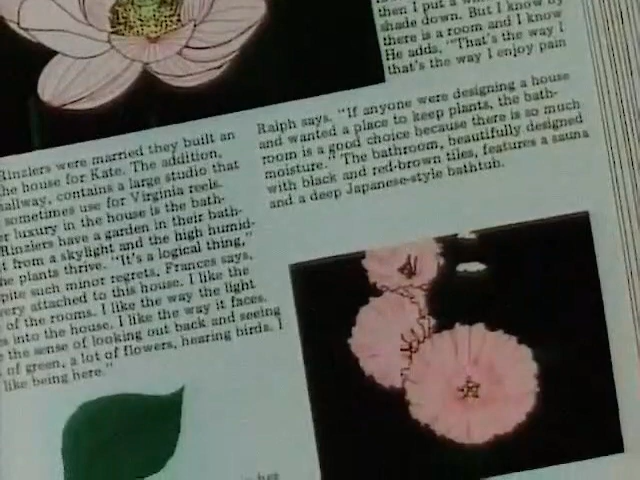 Rinzlers were married they built an
he house for Kate. The addition,
allway, contains a large studio that
sometimes use for Virginia reels.
er luxury in the house is the bath-
Rinzlers have a garden in their bath-
t from a skylight and the high humid-
he plants thrive. "It's a logical thing,"
pite such minor regrets, Frances says,
very attached to this house. I like the
of the rooms. I like the way the light
s into the house. I like the way it faces.
the sense of looking out back and seeing
of green, a lot of flowers, hearing birds. I
like being here."
then I put a
shade down. But I know by
there is a room and I know
He adds, "That's the way I
that's the way I enjoy pain
Ralph says, "If anyone were designing a house
and wanted a place to keep plants, the bath-
room is a good choice because there is so much
moisture." The bathroom, beautifully designed
with black and red-brown tiles, features a sauna
and a deep Japanese-style bathtub.